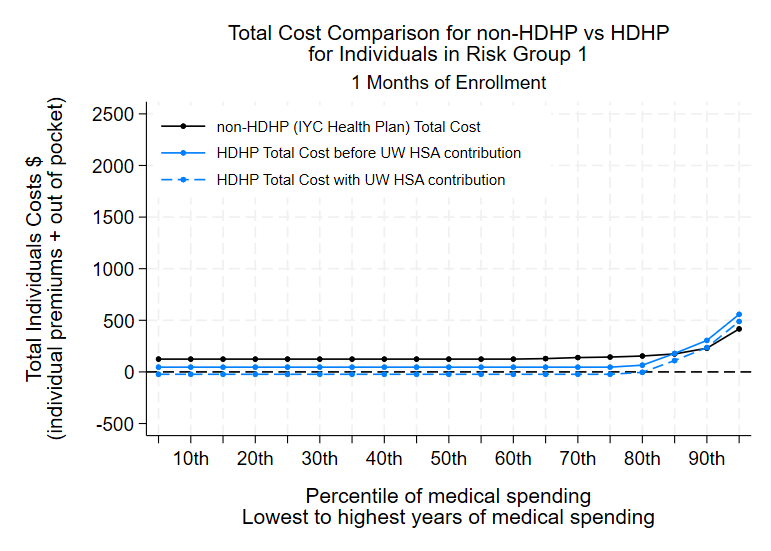 Total Cost Comparison for non-HDHP vs HDHP
for Individuals in Risk Group 1
1 Months of Enrollment
Total Individuals Costs $
(individual premiums + out of pocket)
2500
2000
1500
1000
500
0
-500
non-HDHP (IYC Health Plan) Total Cost
HDHP Total Cost before UW HSA contribution
HDHP Total Cost with UW HSA contribution
10th 20th 30th 40th 50th 60th 70th 80th 90th
Percentile of medical spending
Lowest to highest years of medical spending